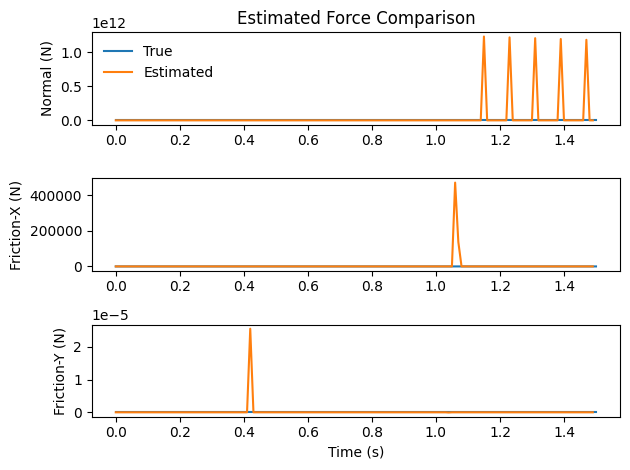 Estimated Force Comparison
1e12
Normal (N)
1.0
0.5
0.0
True
Estimated
0.0 0.2 0.4 0.6 0.8 1.0 1.2 1.4
Friction-X (N)
400000
200000
0
0.0 0.2 0.4 0.6 0.8 1.0 1.2 1.4
1e−5
Friction-Y (N)
2
1
0
0.0 0.2 0.4 0.6 0.8 1.0 1.2 1.4
Time (s)